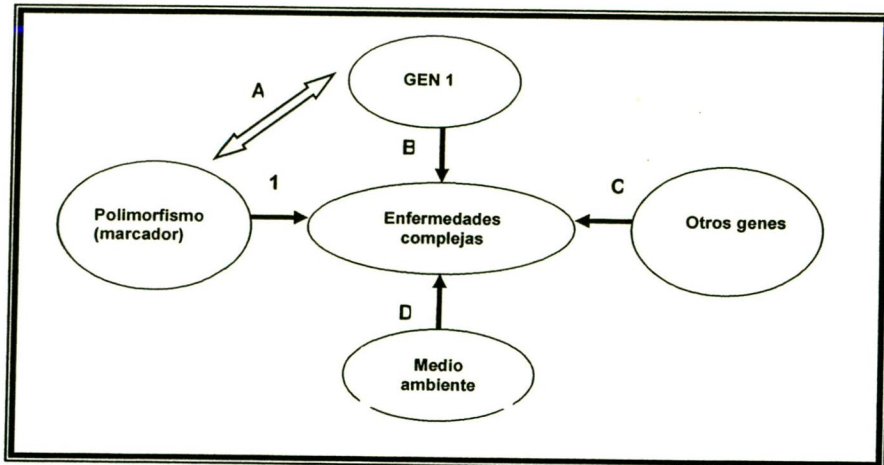 GEN 1
A
B
1
C
Polimorfismo
(marcador)
Enfermedades
complejas
Otros genes
D
Medio
ambiente